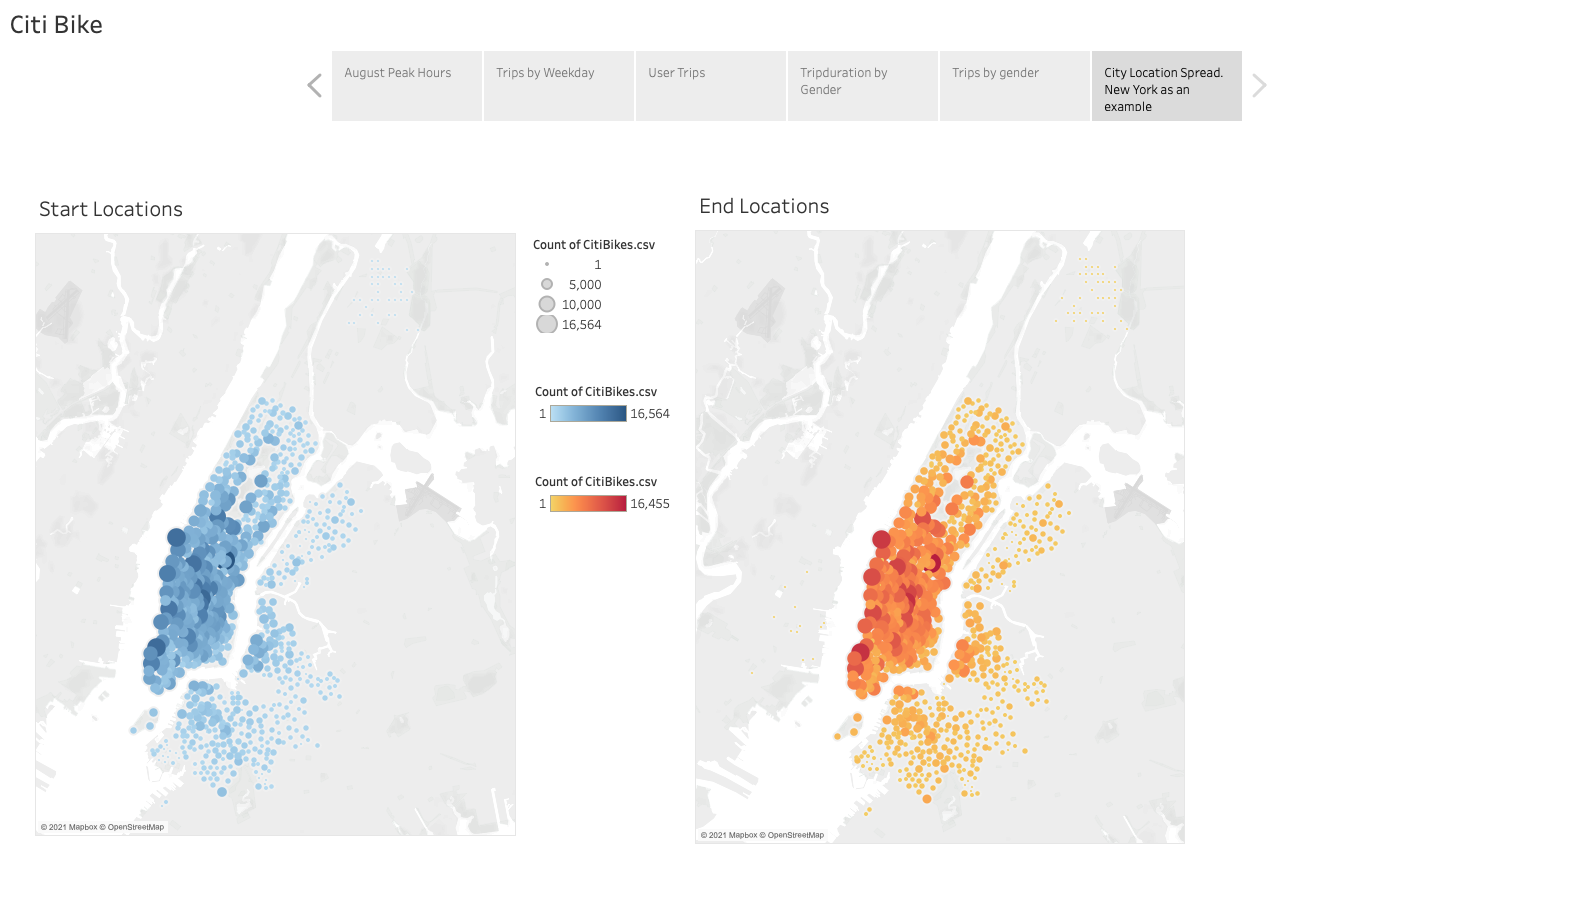 Citi Bike
August Peak Hours
Trips by Weekday
User Trips
Tripduration by
Gender
Trips by gender
City Location Spread.
New York as an
example
Start Locations
© 2021 Mapbox © OpenStreetMap
Count of CitiBikes.csv
1
5,000
10,000
16,564
Count of CitiBikes.csv
1 16,564
Count of CitiBikes.csv
1 16,455
End Locations
© 2021 Mapbox © OpenStreetMap